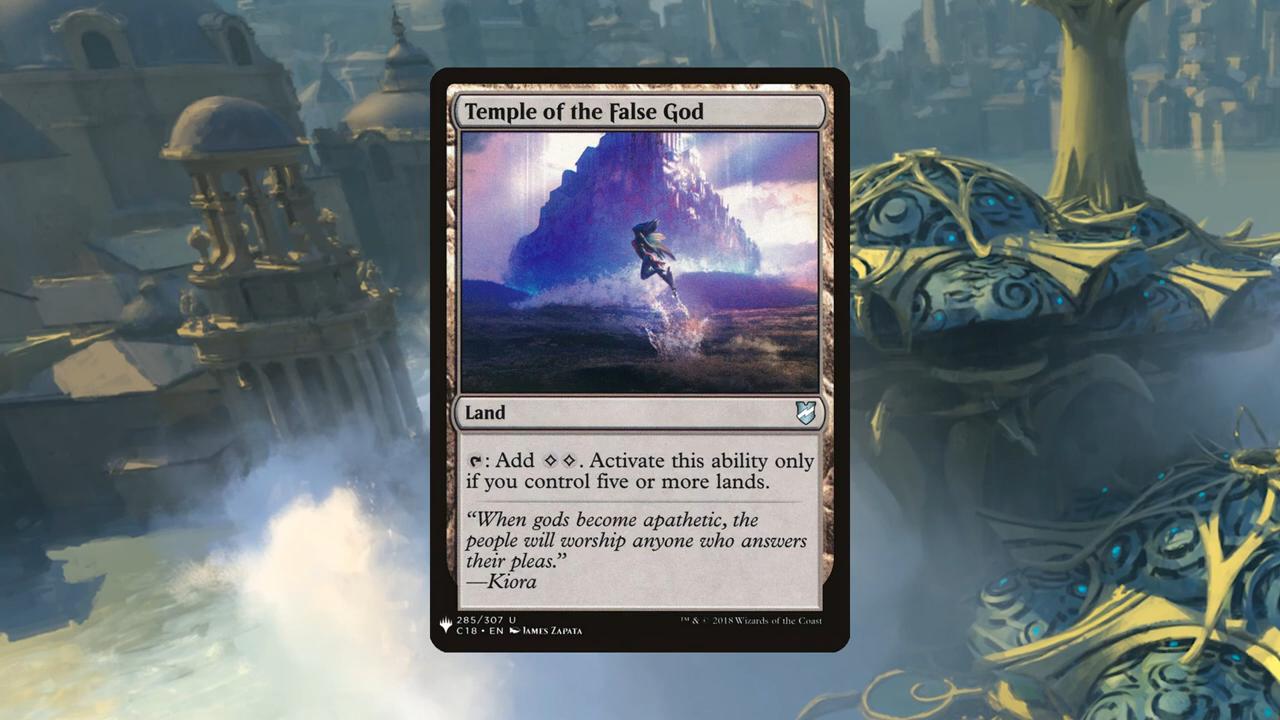 Temple of the False God
Land
: Add . Activate this ability only
if you control five or more lands.
“When gods become apathetic, the
people will worship anyone who answers
their pleas.”
—Kiora
285/307 U
C18 • EN JAMES ZAPATA
™ & © 2018 Wizards of the Coast